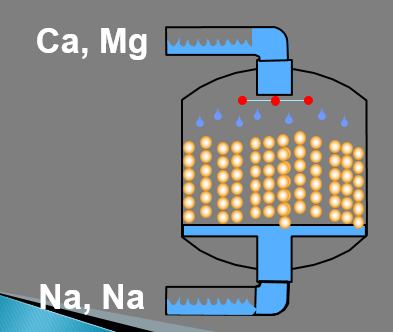 Ca, Mg
Na, Na